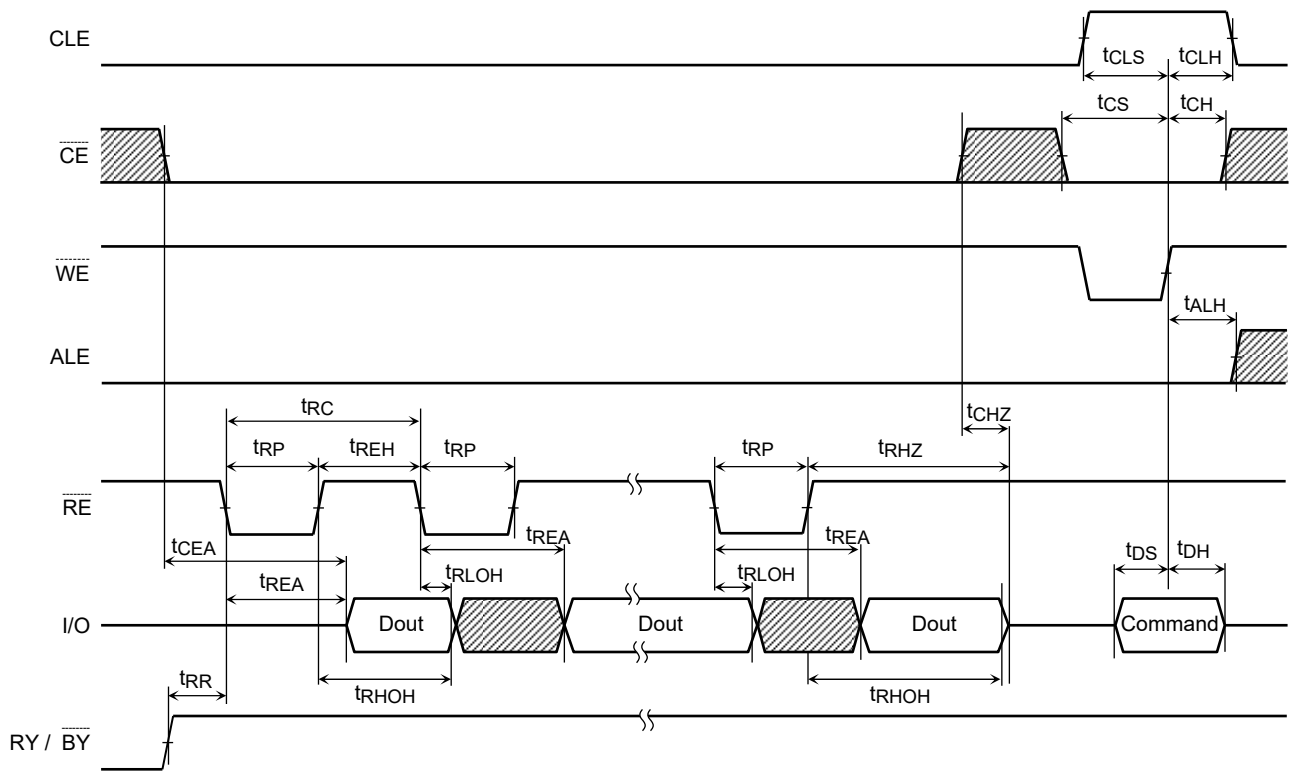 CLE
tCLS tCLH
tCS tCH
CE
WE
tALH
ALE
tRC
tCHZ
tRP tREH tRP tRP tRHZ
RE
tCEA tREA tREA
tREA tRLOH tRLOH tDS tDH
I/O Dout Dout Dout Command
tRR tRHOH tRHOH
RY / BY